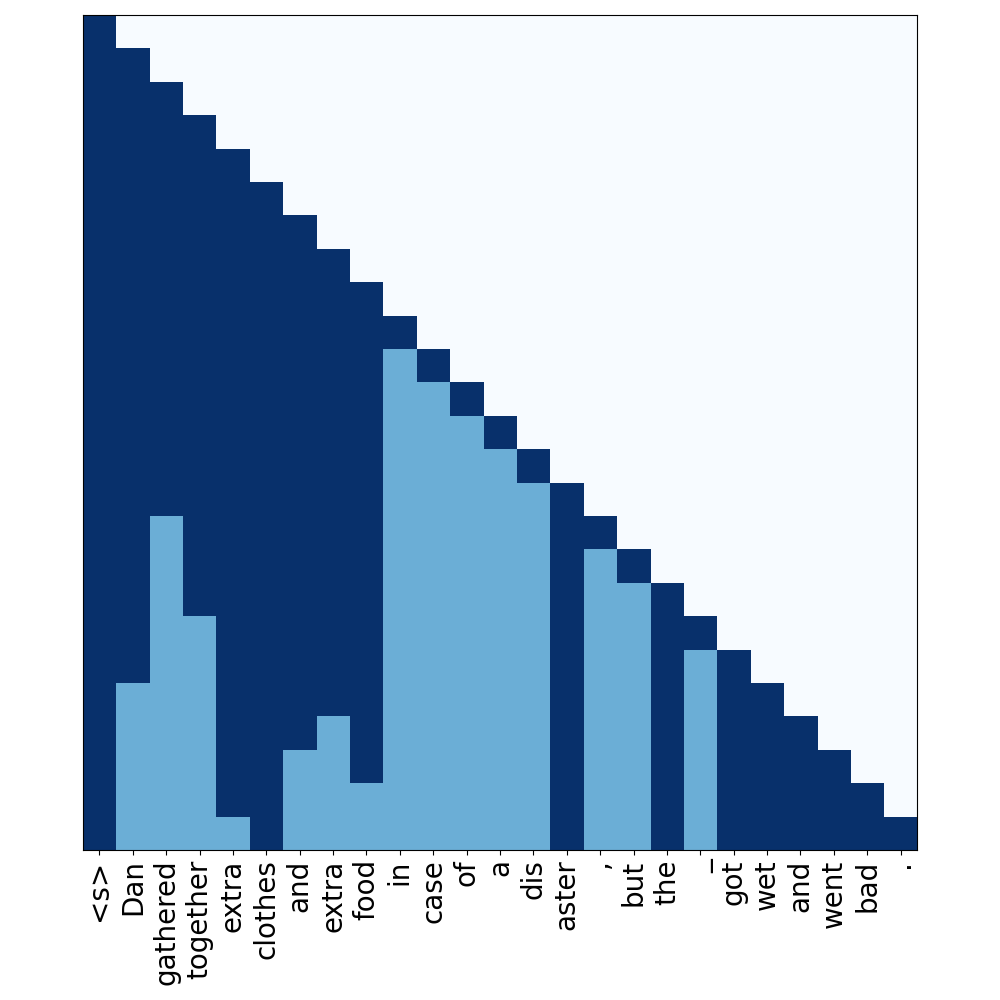 <s> Dan gathered together extra clothes and extra food in case of a dis aster , but the _ got wet and went bad .